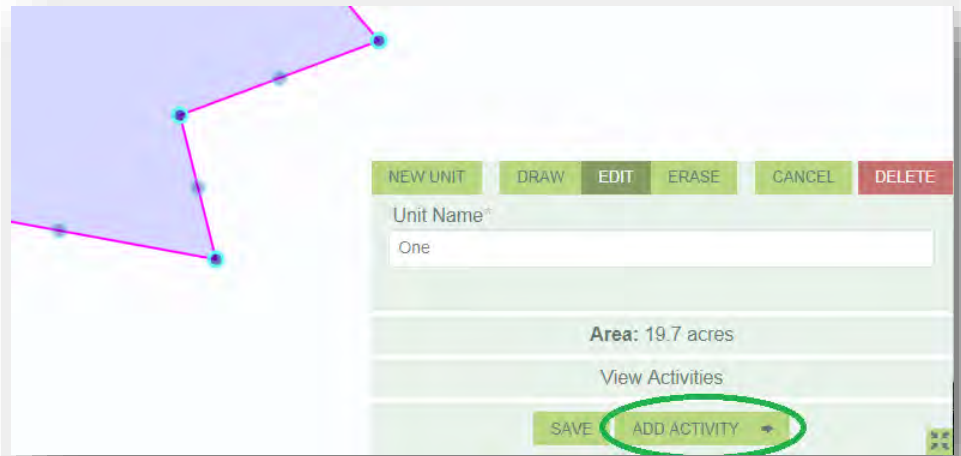 NEW UNIT DRAW EDIT ERASE CANCEL DELETE
Unit Name*
One
Area: 19.7 acres
View Activities
SAVE ADD ACTIVITY